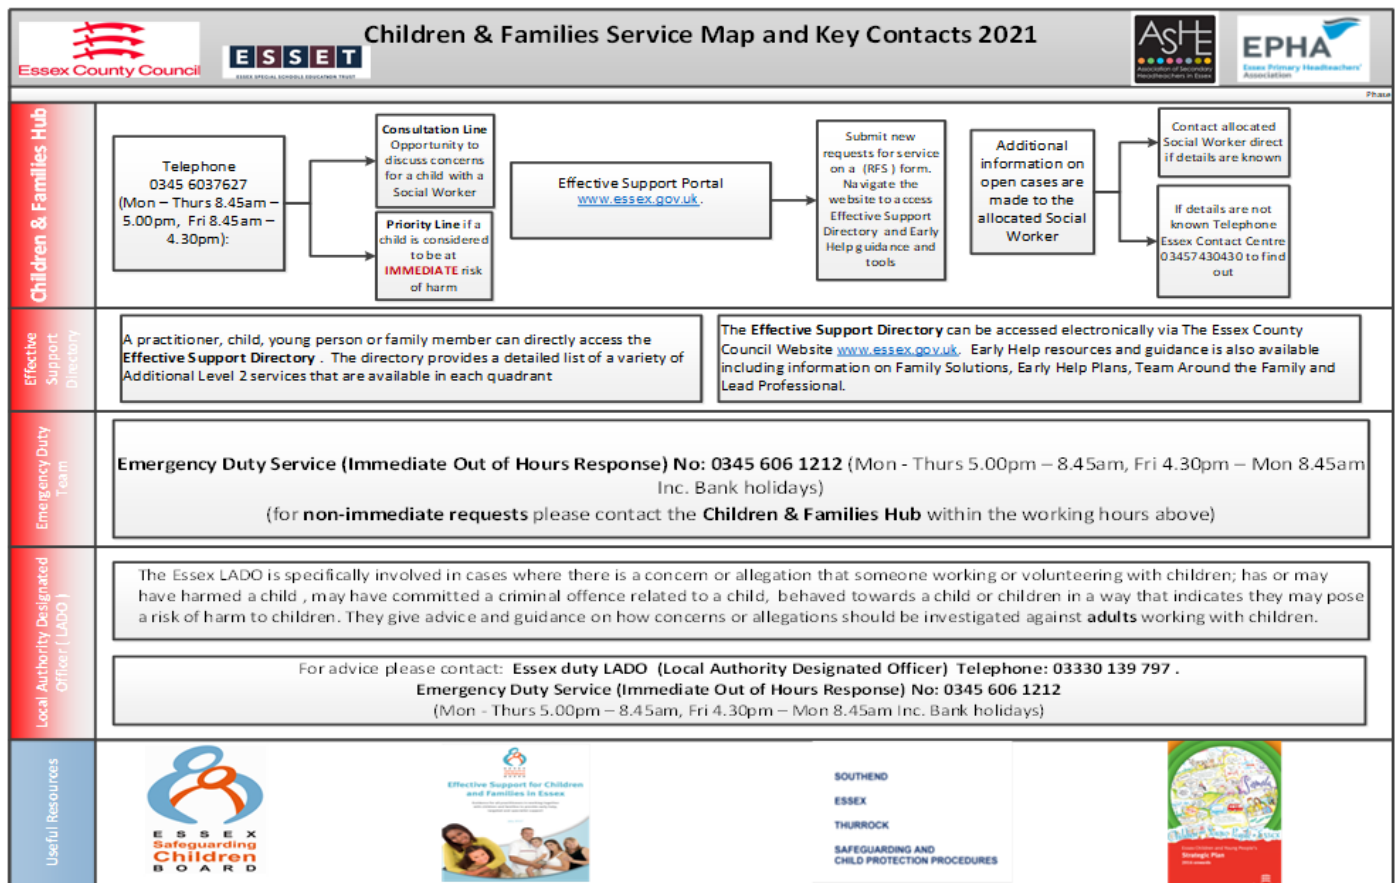 Children & Families Service Map and Key Contacts 2021
Essex County Council
ESSET
ESSEX SPECIAL SCHOOLS EDUCATION TRUST
ASHE
Association of Secondary
Headteachers in Essex
EPHA
Essex Primary Headteachers'
Association
Phase
Children & Families Hub
Telephone
0345 6037627
(Mon – Thurs 8.45am –
5.00pm, Fri 8.45am –
4.30pm):
Consultation Line
Opportunity to
discuss concerns
for a child with a
Social Worker
Priority Line if a
child is considered
to be at
IMMEDIATE risk
of harm
Effective Support Portal
www.essex.gov.uk.
Submit new
requests for service
on a (RFS ) form.
Navigate the
website to access
Effective Support
Directory and Early
Help guidance and
tools
Additional
information on
open cases are
made to the
allocated Social
Worker
Contact allocated
Social Worker direct
if details are known
If details are not
known Telephone
Essex Contact Centre
03457430430 to find
out
Effective
Support
Directory
A practitioner, child, young person or family member can directly access the
Effective Support Directory . The directory provides a detailed list of a variety of
Additional Level 2 services that are available in each quadrant
The Effective Support Directory can be accessed electronically via The Essex County
Council Website www.essex.gov.uk. Early Help resources and guidance is also available
including information on Family Solutions, Early Help Plans, Team Around the Family and
Lead Professional.
Emergency Duty
Team
Emergency Duty Service (Immediate Out of Hours Response) No: 0345 606 1212 (Mon - Thurs 5.00pm – 8.45am, Fri 4.30pm – Mon 8.45am
Inc. Bank holidays)
(for non-immediate requests please contact the Children & Families Hub within the working hours above)
Local Authority Designated
Officer ( LADO )
The Essex LADO is specifically involved in cases where there is a concern or allegation that someone working or volunteering with children; has or may
have harmed a child , may have committed a criminal offence related to a child, behaved towards a child or children in a way that indicates they may pose
a risk of harm to children. They give advice and guidance on how concerns or allegations should be investigated against adults working with children.
For advice please contact: Essex duty LADO (Local Authority Designated Officer) Telephone: 03330 139 797 .
Emergency Duty Service (Immediate Out of Hours Response) No: 0345 606 1212
(Mon - Thurs 5.00pm – 8.45am, Fri 4.30pm – Mon 8.45am Inc. Bank holidays)
Useful Resources
ESSEX
Safeguarding
Children
BOARD
Effective Support for Children
and Families in Essex
SOUTHEND
ESSEX
THURROCK
SAFEGUARDING AND
CHILD PROTECTION PROCEDURES
Essex Children and Young People's
Strategic Plan